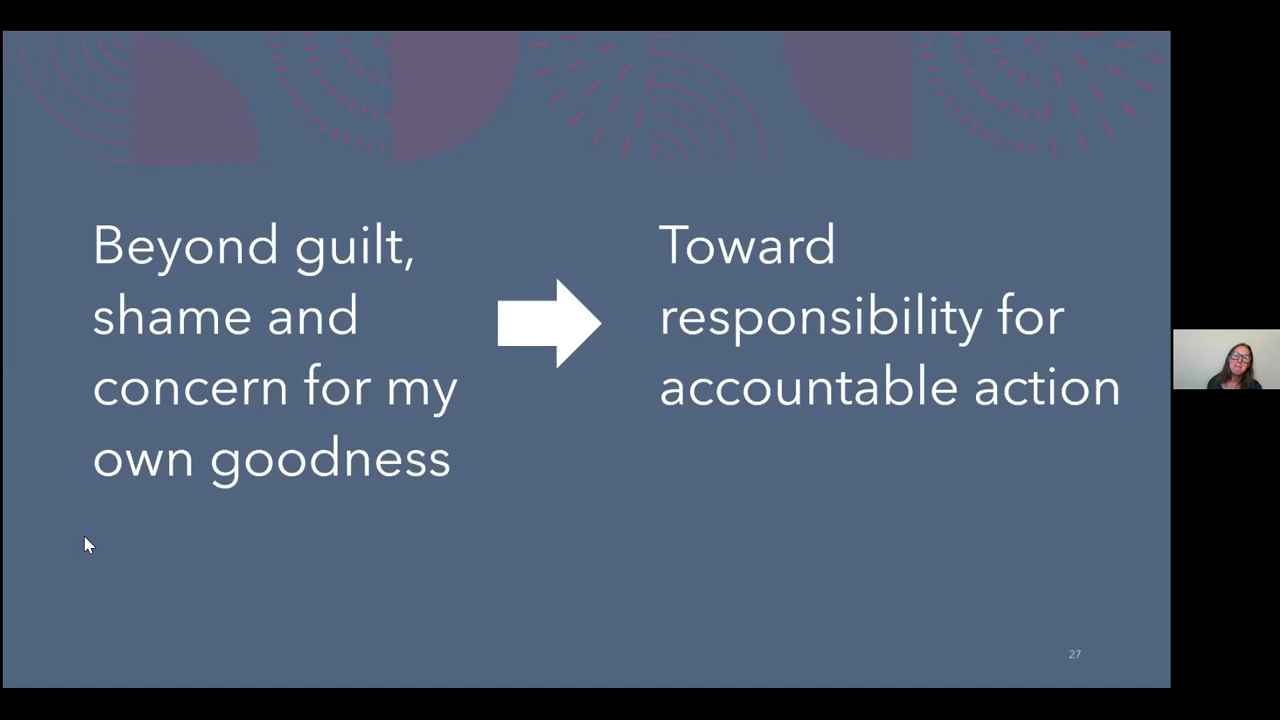 Beyond guilt,
shame and
concern for my
own goodness
Toward
responsibility for
accountable action
27